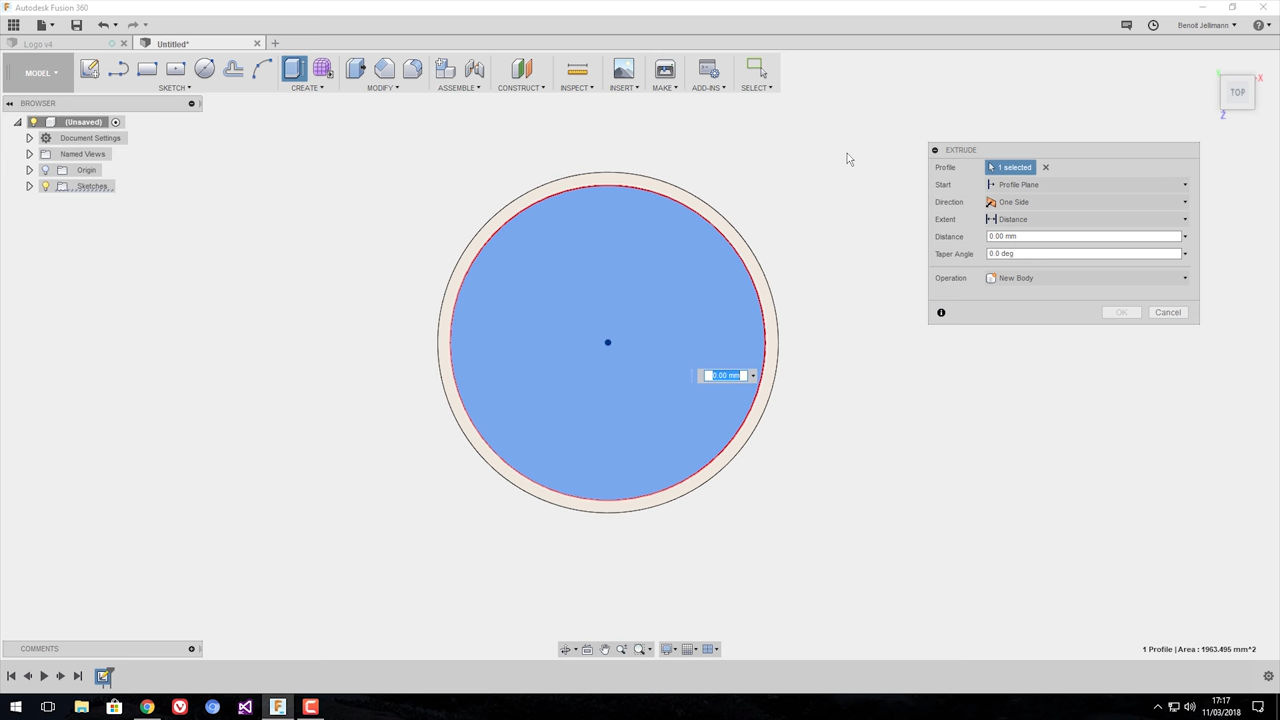 Autodesk Fusion 360
Benoit Jellmann
Logo v4
Untitled*
MODEL
SKETCH
CREATE
MODIFY
ASSEMBLE
CONSTRUCT
INSPECT
INSERT
MAKE
ADD-INS
SELECT
BROWSER
(Unsaved)
Document Settings
Named Views
Origin
Sketches
TOP
X
Z
EXTRUDE
Profile 1 selected
Start Profile Plane
Direction One Side
Extent Distance
Distance 0.00 mm
Taper Angle 0.0 deg
Operation New Body
OK Cancel
0.00 mm
COMMENTS
1 Profile | Area : 1963.495 mm^2
17:17
11/03/2018